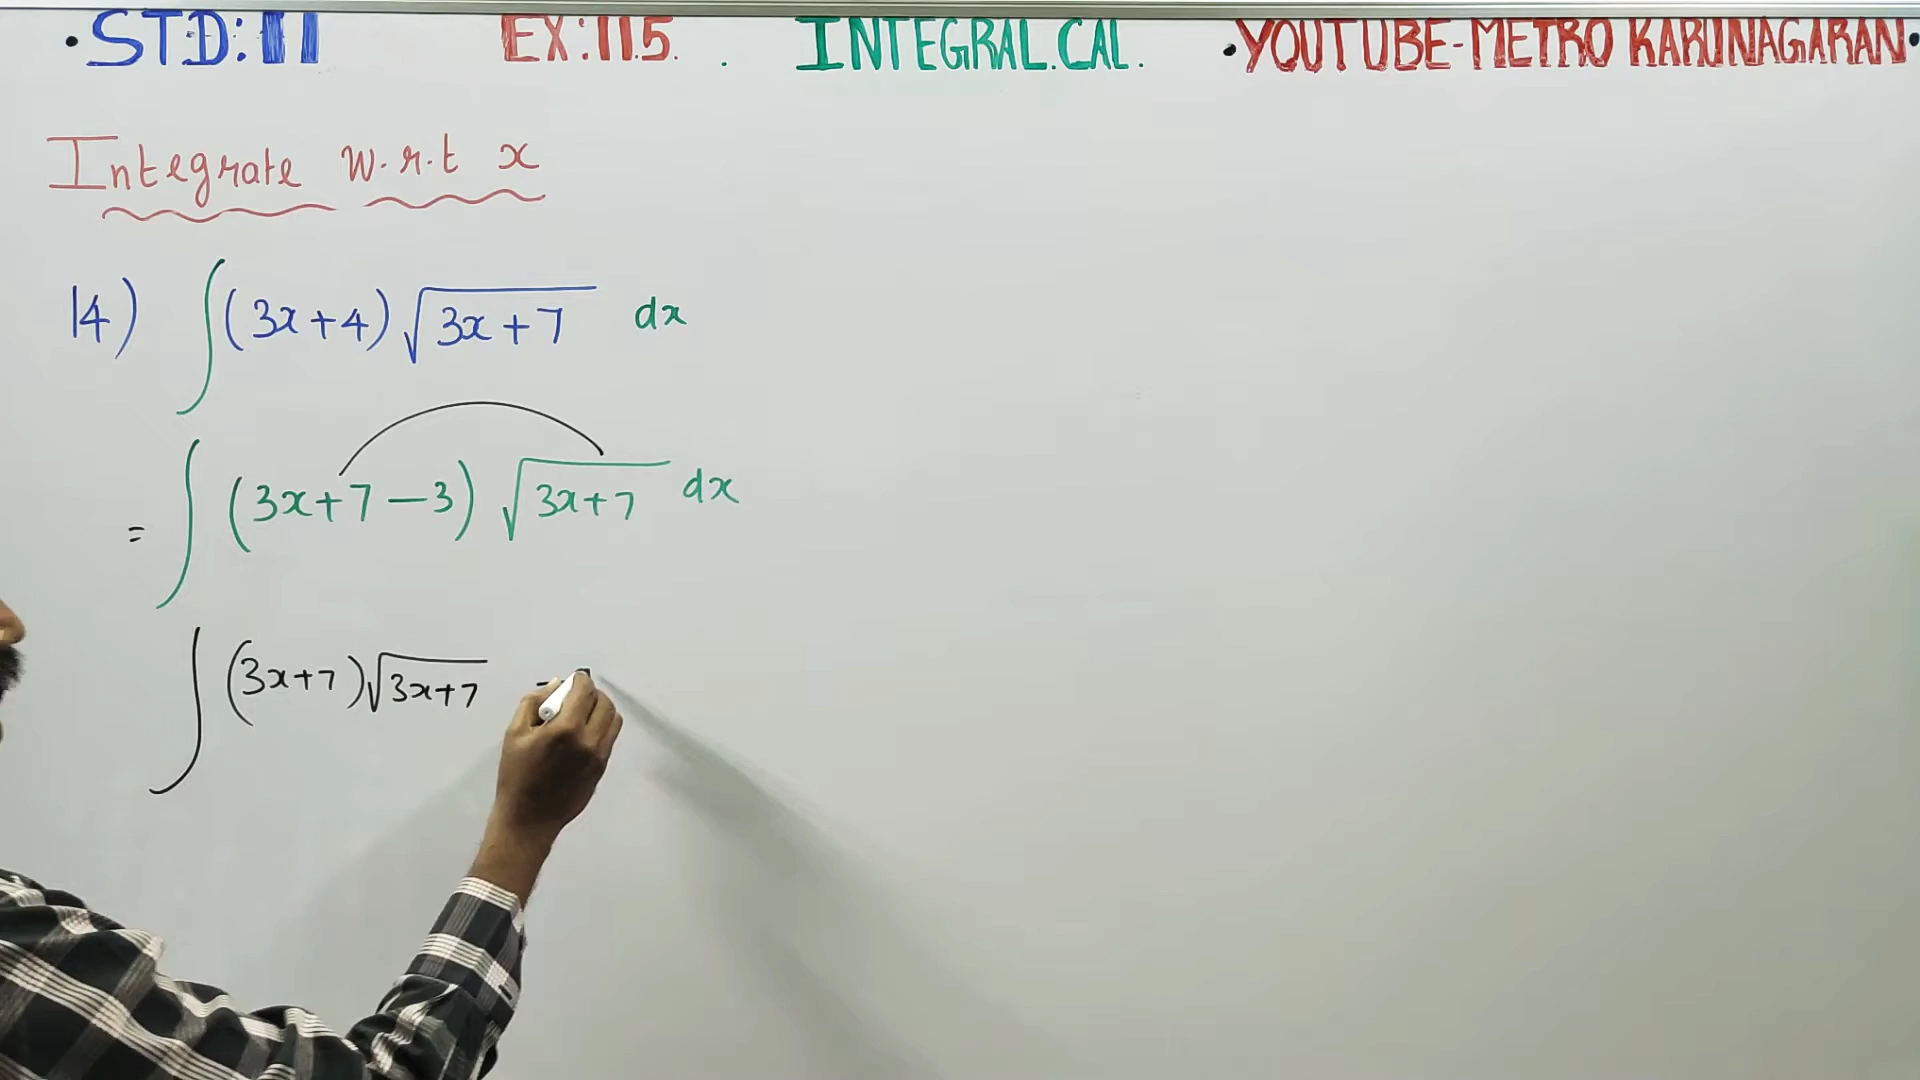 • STD: 11 EX: 11.5. . INTEGRAL.CAL. • YOUTUBE-METRO KARUNAGARAN •
Integrate w.r.t x
14) ∫(3x+4)√(3x+7) dx
= ∫(3x+7−3)√(3x+7) dx
∫(3x+7)√(3x+7) −